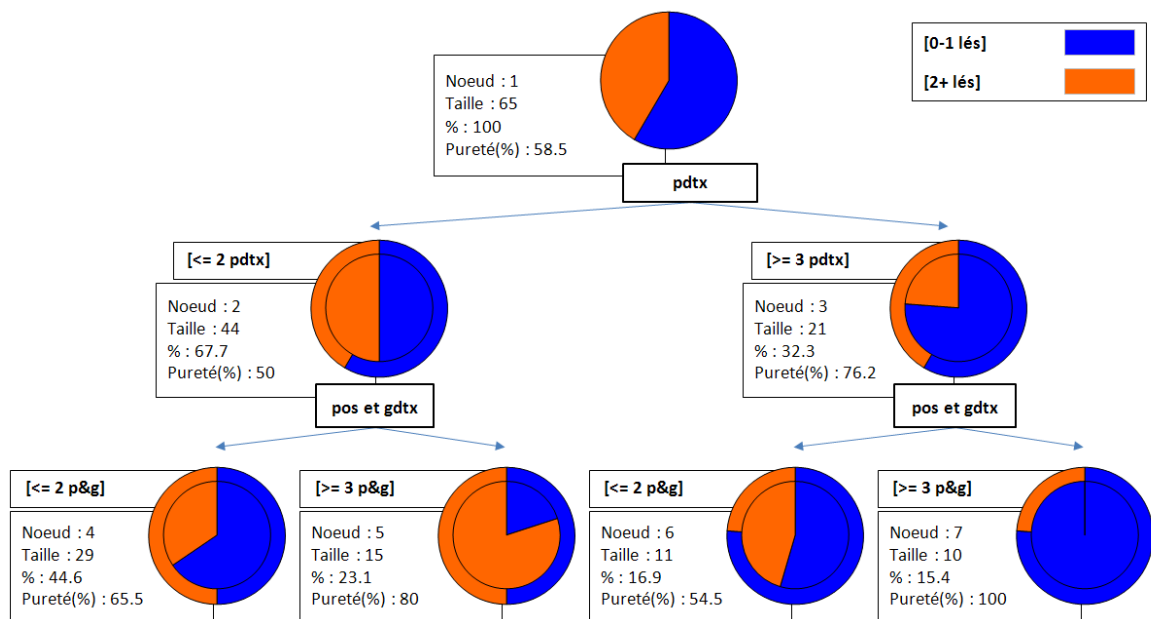 [0-1 lés]
[2+ lés]
Noeud : 1
Taille : 65
% : 100
Pureté(%) : 58.5
pdtx
[<= 2 pdtx]
Noeud : 2
Taille : 44
% : 67.7
Pureté(%) : 50
pos et gdtx
[>= 3 pdtx]
Noeud : 3
Taille : 21
% : 32.3
Pureté(%) : 76.2
pos et gdtx
[<= 2 p&g]
Noeud : 4
Taille : 29
% : 44.6
Pureté(%) : 65.5
[>= 3 p&g]
Noeud : 5
Taille : 15
% : 23.1
Pureté(%) : 80
[<= 2 p&g]
Noeud : 6
Taille : 11
% : 16.9
Pureté(%) : 54.5
[>= 3 p&g]
Noeud : 7
Taille : 10
% : 15.4
Pureté(%) : 100